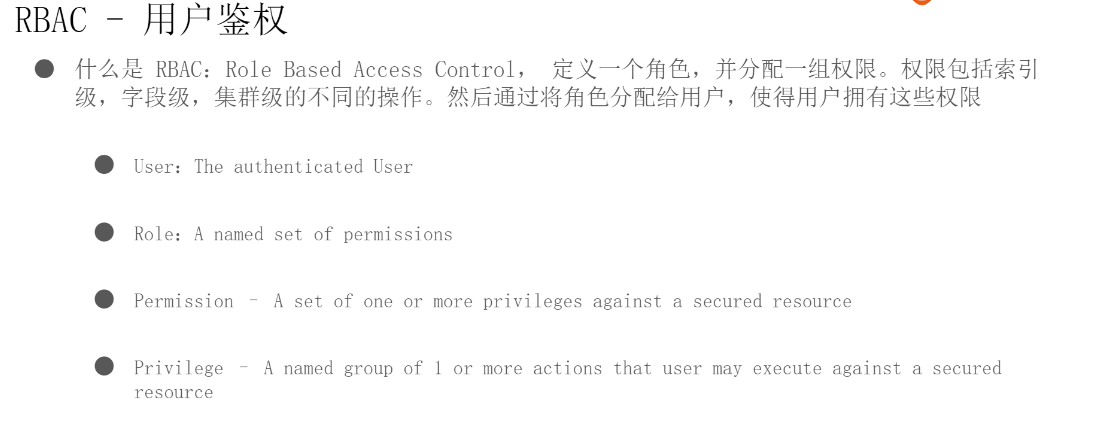 RBAC - 用户鉴权
什么是 RBAC: Role Based Access Control， 定义一个角色，并分配一组权限。权限包括索引
级，字段级，集群级的不同的操作。然后通过将角色分配给用户，使得用户拥有这些权限
User: The authenticated User
Role: A named set of permissions
Permission – A set of one or more privileges against a secured resource
Privilege – A named group of 1 or more actions that user may execute against a secured
resource